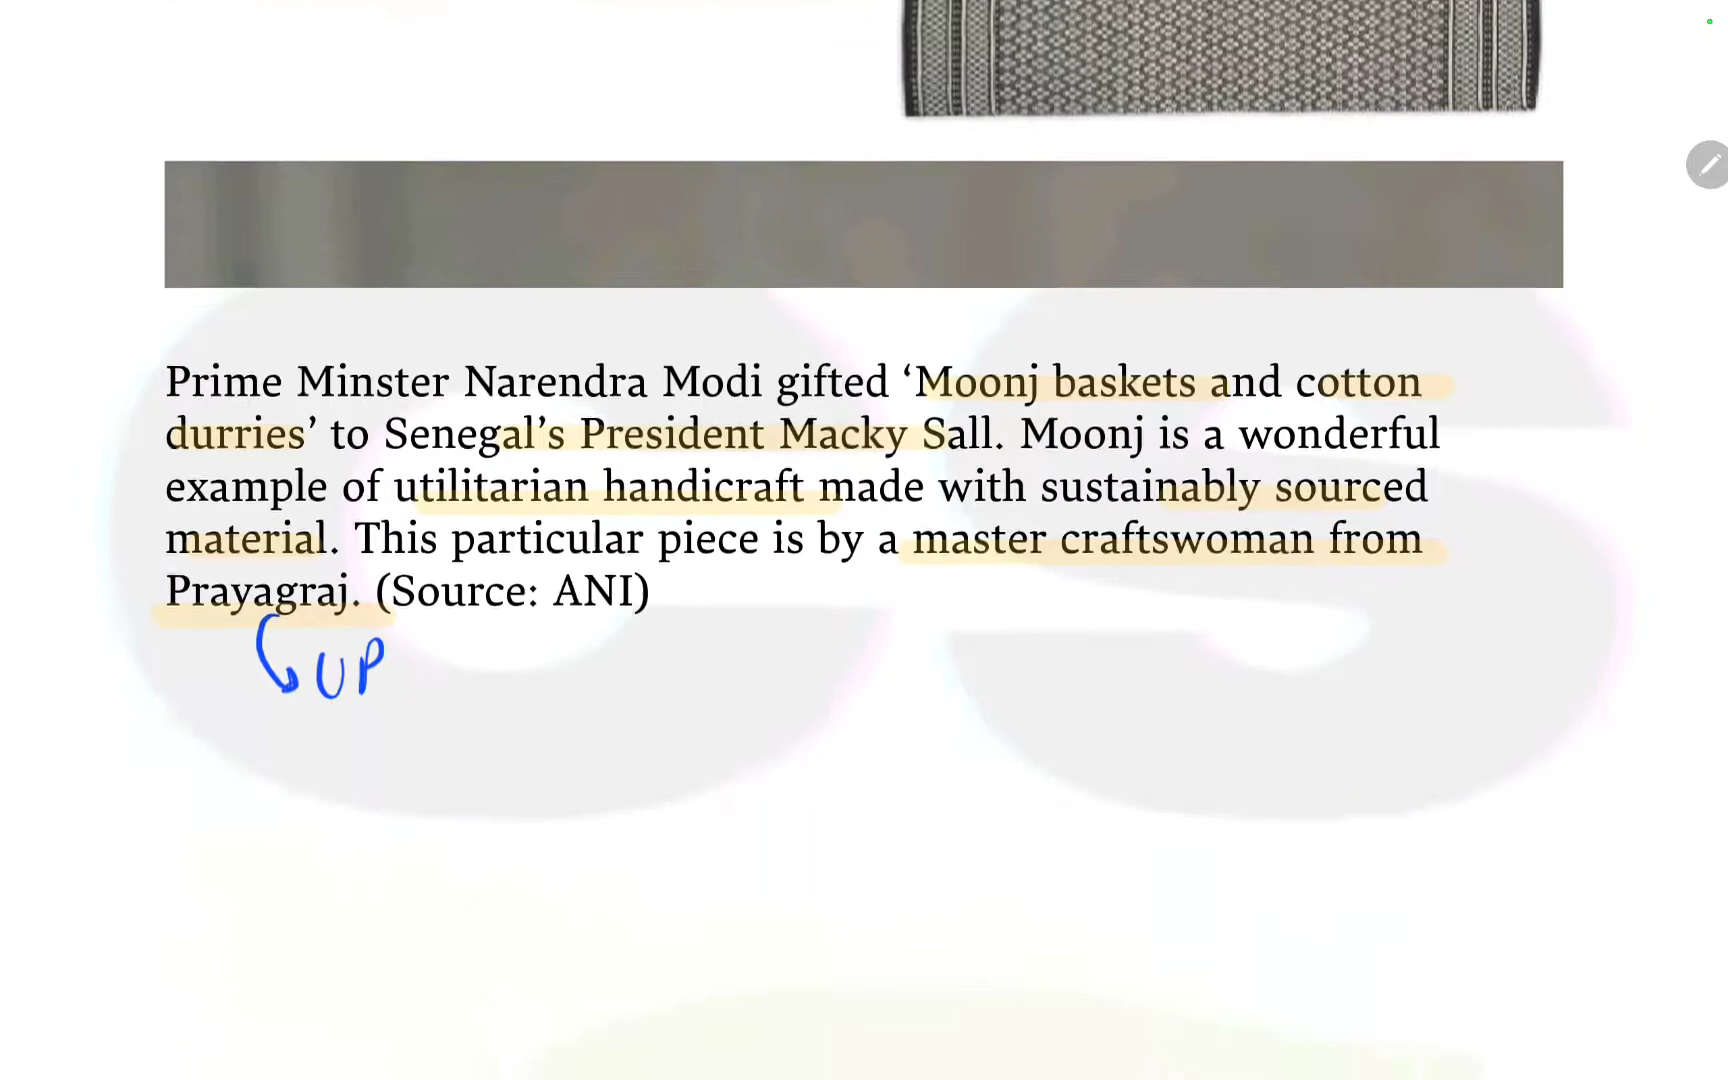 Prime Minster Narendra Modi gifted ‘Moonj baskets and cotton
durries’ to Senegal’s President Macky Sall. Moonj is a wonderful
example of utilitarian handicraft made with sustainably sourced
material. This particular piece is by a master craftswoman from
Prayagraj. (Source: ANI)
UP